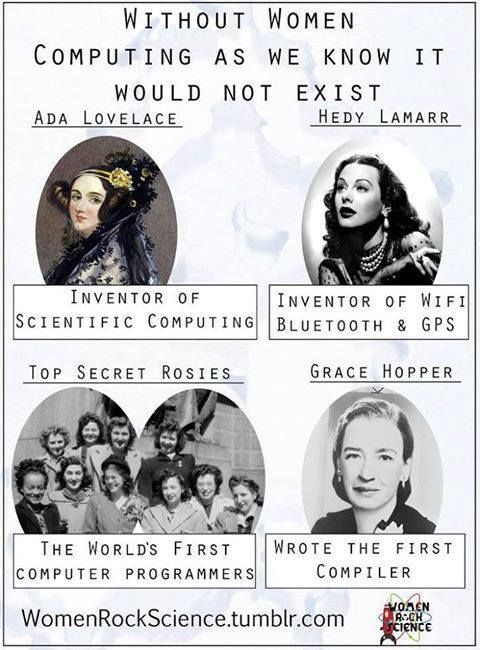 WITHOUT WOMEN
COMPUTING AS WE KNOW IT
WOULD NOT EXIST
ADA LOVELACE
HEDY LAMARR
INVENTOR OF
SCIENTIFIC COMPUTING
INVENTOR OF WIFI
BLUETOOTH & GPS
TOP SECRET ROSIES
GRACE HOPPER
THE WORLD'S FIRST
COMPUTER PROGRAMMERS
WROTE THE FIRST
COMPILER
WomenRockScience.tumblr.com
WOMEN
ROCK
SCIENCE